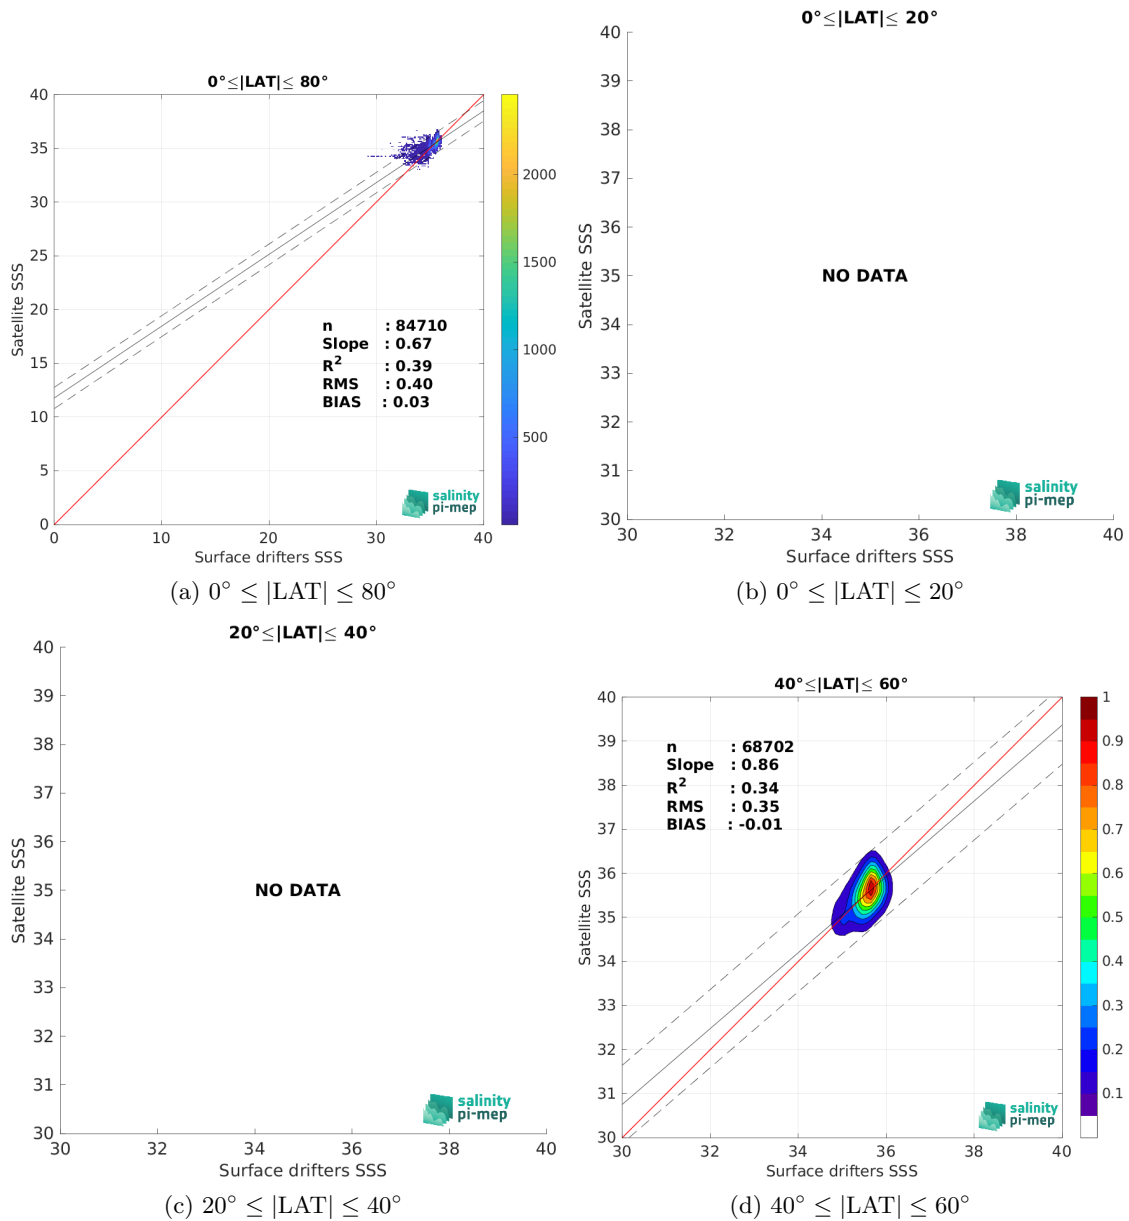 0°≤|LAT|≤ 80°
40
35
30
25
20
15
10
5
0
Satellite SSS
n : 84710
Slope : 0.67
R² : 0.39
RMS : 0.40
BIAS : 0.03
salinity
pi-mep
0 10 20 30 40
Surface drifters SSS
2000
1500
1000
500
(a) 0° ≤ |LAT| ≤ 80°
0°≤|LAT|≤ 20°
40
39
38
37
36
35
34
33
32
31
30
Satellite SSS
NO DATA
salinity
pi-mep
30 32 34 36 38 40
Surface drifters SSS
(b) 0° ≤ |LAT| ≤ 20°
20°≤|LAT|≤ 40°
40
39
38
37
36
35
34
33
32
31
30
Satellite SSS
NO DATA
salinity
pi-mep
30 32 34 36 38 40
Surface drifters SSS
(c) 20° ≤ |LAT| ≤ 40°
40°≤|LAT|≤ 60°
40
39
38
37
36
35
34
33
32
31
30
Satellite SSS
n : 68702
Slope : 0.86
R² : 0.34
RMS : 0.35
BIAS : -0.01
salinity
pi-mep
30 32 34 36 38 40
Surface drifters SSS
1
0.9
0.8
0.7
0.6
0.5
0.4
0.3
0.2
0.1
(d) 40° ≤ |LAT| ≤ 60°